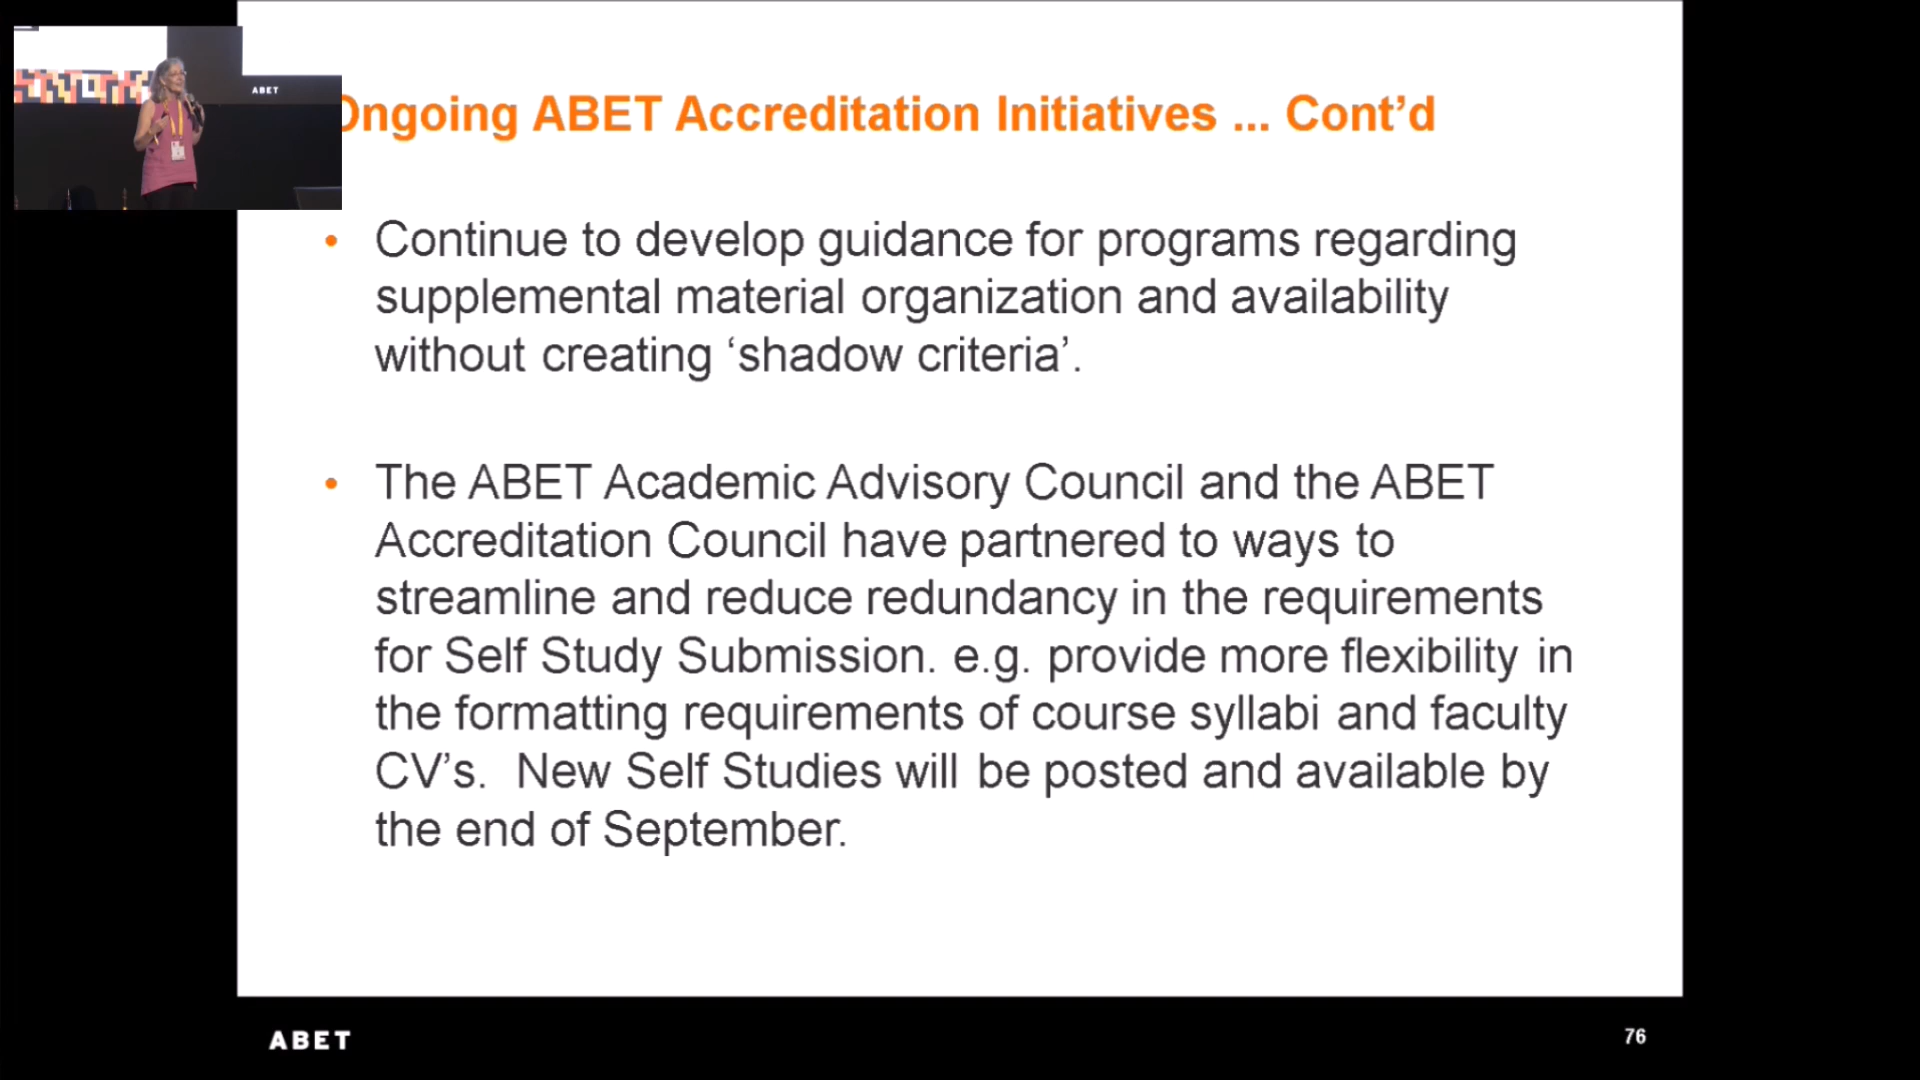 ABET
Ongoing ABET Accreditation Initiatives ... Cont’d
• Continue to develop guidance for programs regarding
supplemental material organization and availability
without creating ‘shadow criteria’.
• The ABET Academic Advisory Council and the ABET
Accreditation Council have partnered to ways to
streamline and reduce redundancy in the requirements
for Self Study Submission. e.g. provide more flexibility in
the formatting requirements of course syllabi and faculty
CV’s.  New Self Studies will be posted and available by
the end of September.
ABET
76